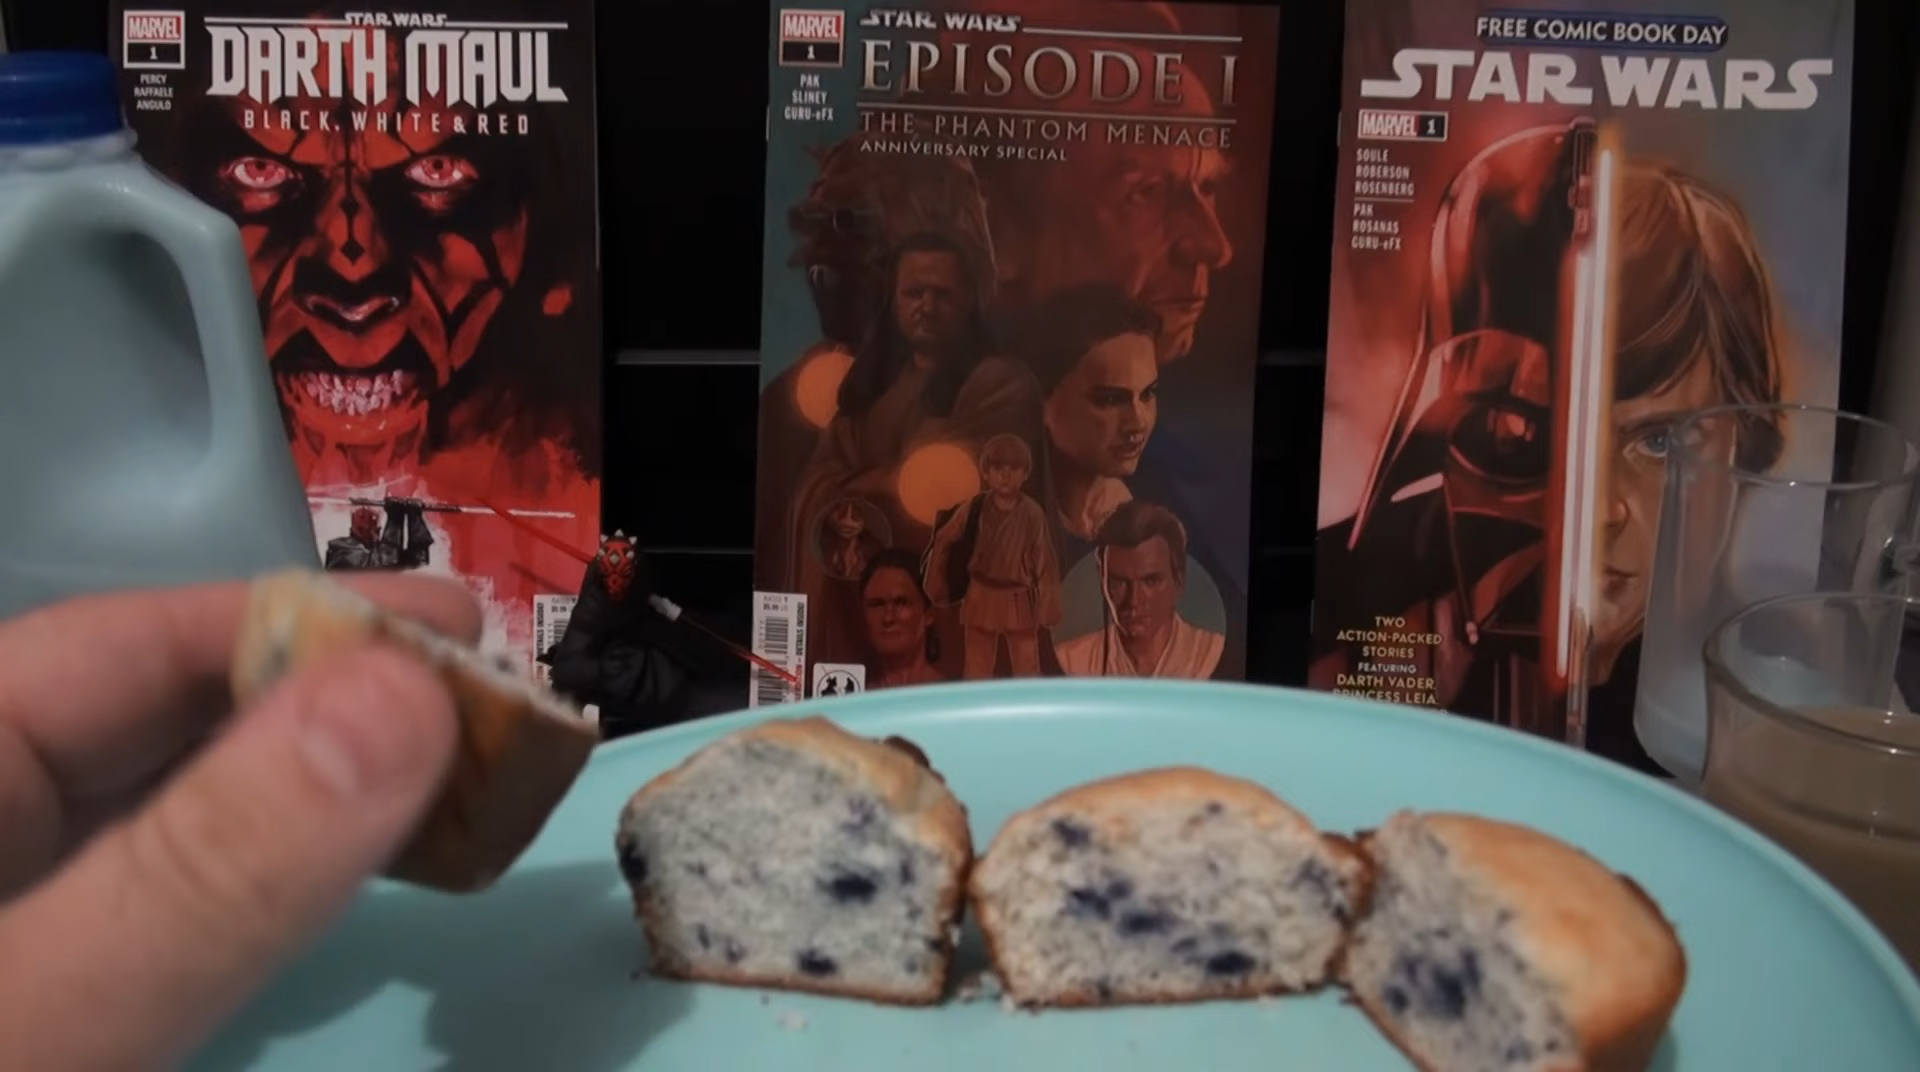 MARVEL
1
PERCY
RAFFAELE
ANGULO
STAR WARS
DARTH MAUL
BLACK, WHITE & RED
MARVEL
1
PAK
SLINEY
GURU-eFX
STAR WARS
EPISODE I
THE PHANTOM MENACE
ANNIVERSARY SPECIAL
FREE COMIC BOOK DAY
STAR WARS
MARVEL 1
SOULE
ROBERSON
ROSENBERG
PAK
ROSANAS
GURU-eFX
TWO
ACTION-PACKED
STORIES
FEATURING
DARTH VADER,
PRINCESS LEIA